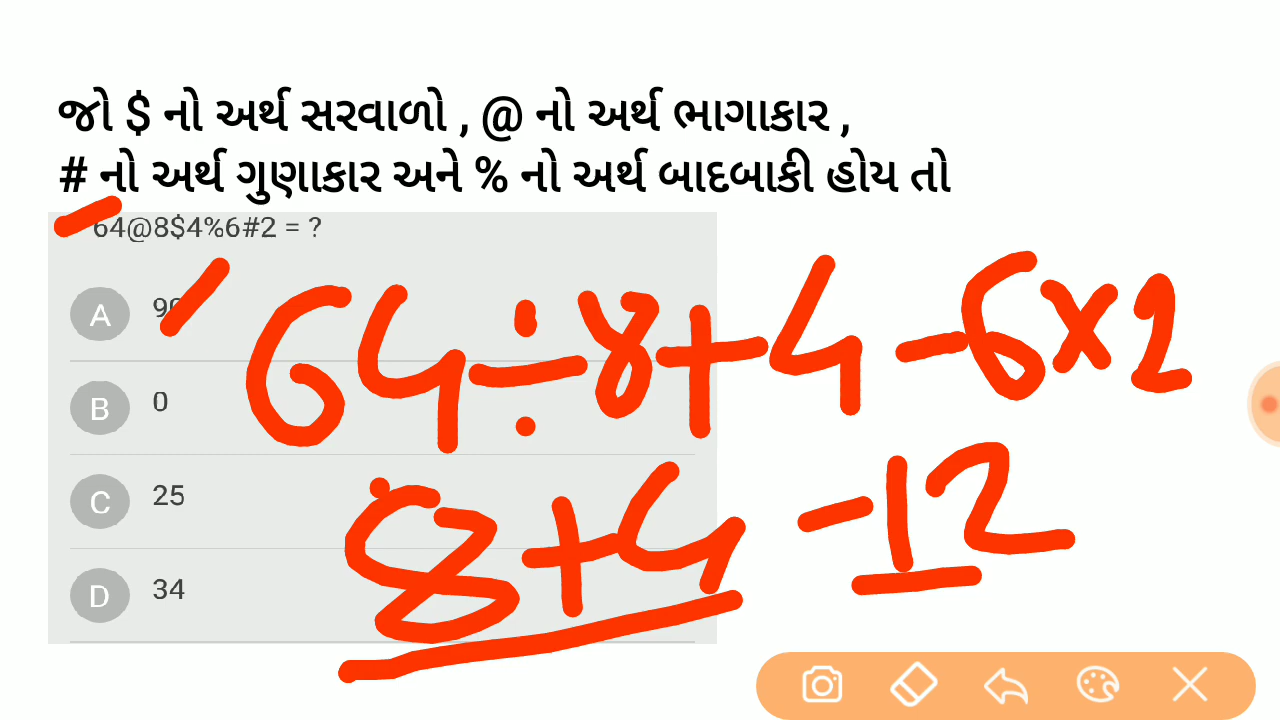 જો $ નો અર્થ સરવાળો , @ નો અર્થ ભાગાકાર ,
# નો અર્થ ગુણાકાર અને % નો અર્થ બાદબાકી હોય તો
64@8$4%6#2 = ?
A
B 0
C 25
D 34
64÷8+4-6×2
8+4-12